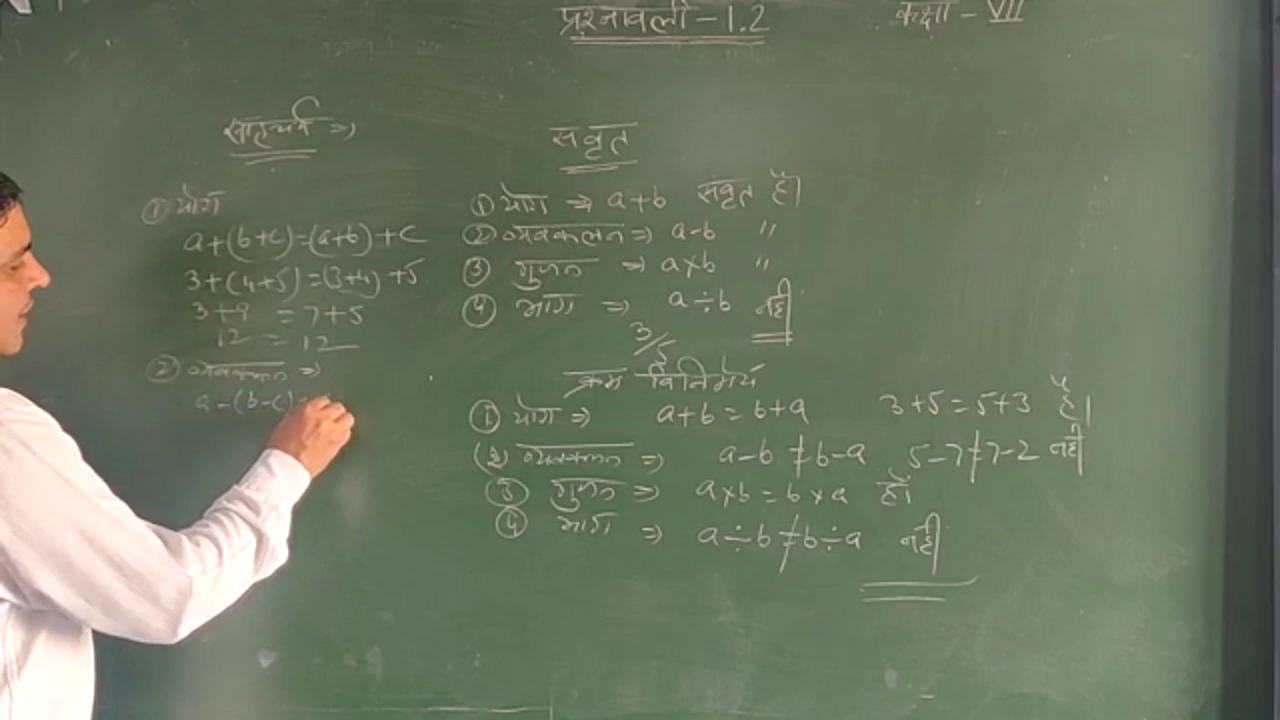 प्रश्नावली - 1.2
कक्षा - VII
साहचर्य ⇒
① योग
a+(b+c)=(a+b)+c
3+(4+5)=(3+4)+5
3+9 = 7+5
12 = 12
② व्यवकलन ⇒
a-(b-c)
संवृत
① योग ⇒ a+b संवृत है।
② व्यवकलन ⇒ a-b "
③ गुणन ⇒ a×b "
④ भाग ⇒ a÷b नहीं
3/5
क्रम विनिमेय
① योग ⇒ a+b = b+a 3+5=5+3 है।
(2) व्यवकलन ⇒ a-b ≠ b-a 5-7≠7-2 नहीं
③ गुणन ⇒ a×b = b×a हाँ
④ भाग ⇒ a÷b≠b÷a नहीं